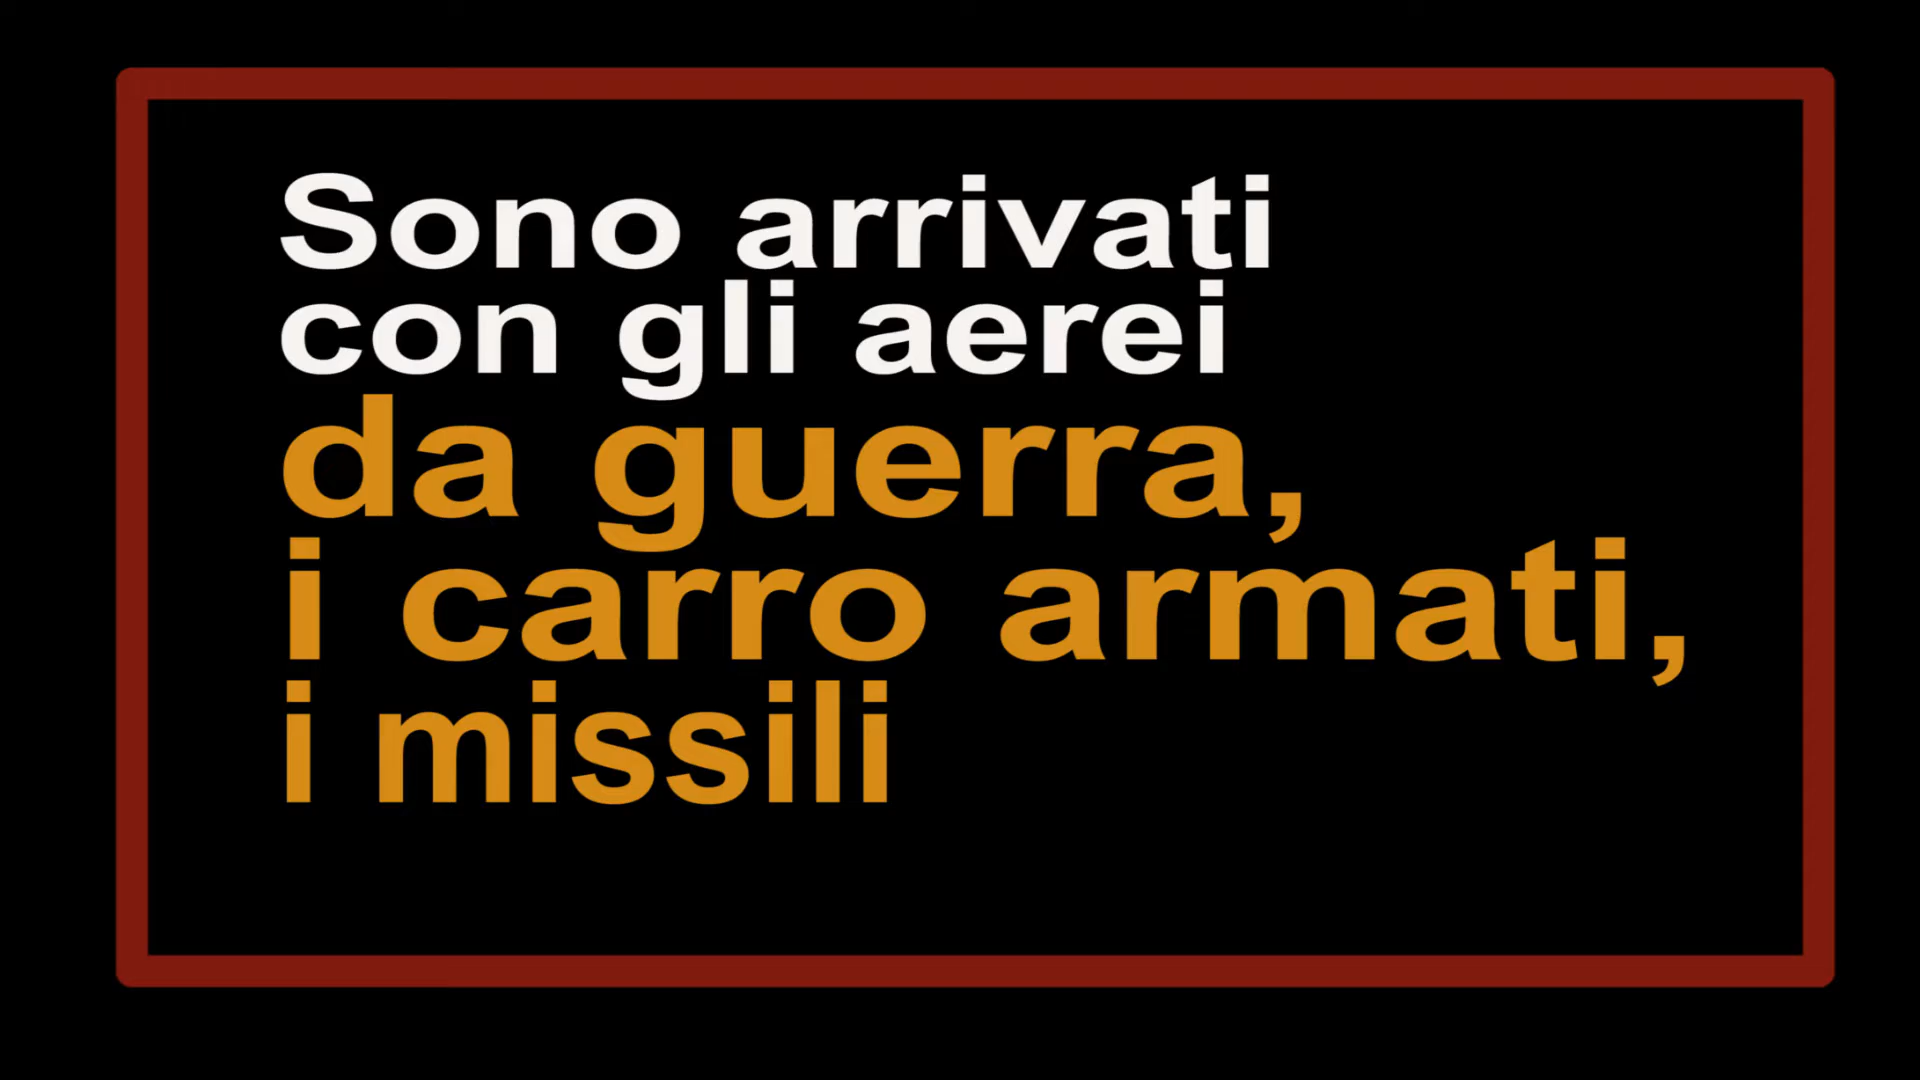 Sono arrivati
con gli aerei
da guerra,
i carro armati,
i missili